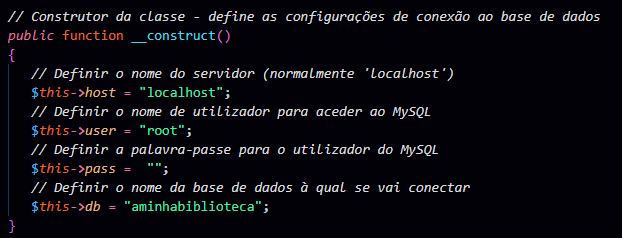 // Construtor da classe - define as configurações de conexão ao base de dados
public function __construct()
{
// Definir o nome do servidor (normalmente 'localhost')
$this->host = "localhost";
// Definir o nome de utilizador para aceder ao MySQL
$this->user = "root";
// Definir a palavra-passe para o utilizador do MySQL
$this->pass =  "";
// Definir o nome da base de dados à qual se vai conectar
$this->db = "aminhabiblioteca";
}